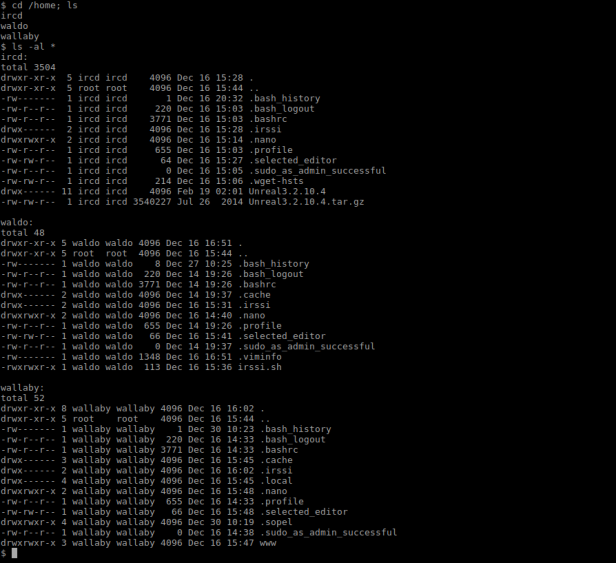 $ cd /home; ls
ircd
waldo
wallaby
$ ls -al *
ircd:
total 3504
drwxr-xr-x  5 ircd ircd    4096 Dec 16 15:28 .
drwxr-xr-x  5 root root    4096 Dec 16 15:44 ..
-rw-------  1 ircd ircd       1 Dec 16 20:32 .bash_history
-rw-r--r--  1 ircd ircd     220 Dec 16 15:03 .bash_logout
-rw-r--r--  1 ircd ircd    3771 Dec 16 15:03 .bashrc
drwx------  2 ircd ircd    4096 Dec 16 15:28 .irssi
drwxrwxr-x  2 ircd ircd    4096 Dec 16 15:14 .nano
-rw-r--r--  1 ircd ircd     655 Dec 16 15:03 .profile
-rw-rw-r--  1 ircd ircd      64 Dec 16 15:27 .selected_editor
-rw-r--r--  1 ircd ircd       0 Dec 16 15:05 .sudo_as_admin_successful
-rw-rw-r--  1 ircd ircd     214 Dec 16 15:06 .wget-hsts
drwx------ 11 ircd ircd    4096 Feb 19 02:01 Unreal3.2.10.4
-rw-rw-r--  1 ircd ircd 3540227 Jul 26  2014 Unreal3.2.10.4.tar.gz

waldo:
total 48
drwxr-xr-x 5 waldo waldo 4096 Dec 16 16:51 .
drwxr-xr-x 5 root  root  4096 Dec 16 15:44 ..
-rw------- 1 waldo waldo    8 Dec 27 10:25 .bash_history
-rw-r--r-- 1 waldo waldo  220 Dec 14 19:26 .bash_logout
-rw-r--r-- 1 waldo waldo 3771 Dec 14 19:26 .bashrc
drwx------ 2 waldo waldo 4096 Dec 14 19:37 .cache
drwx------ 2 waldo waldo 4096 Dec 16 15:31 .irssi
drwxrwxr-x 2 waldo waldo 4096 Dec 16 14:40 .nano
-rw-r--r-- 1 waldo waldo  655 Dec 14 19:26 .profile
-rw-rw-r-- 1 waldo waldo   66 Dec 16 15:41 .selected_editor
-rw-r--r-- 1 waldo waldo    0 Dec 14 19:37 .sudo_as_admin_successful
-rw------- 1 waldo waldo 1348 Dec 16 16:51 .viminfo
-rwxrwxr-x 1 waldo waldo  113 Dec 16 15:36 irssi.sh

wallaby:
total 52
drwxr-xr-x 8 wallaby wallaby 4096 Dec 16 16:02 .
drwxr-xr-x 5 root    root    4096 Dec 16 15:44 ..
-rw------- 1 wallaby wallaby    1 Dec 30 10:23 .bash_history
-rw-r--r-- 1 wallaby wallaby  220 Dec 16 14:33 .bash_logout
-rw-r--r-- 1 wallaby wallaby 3771 Dec 16 14:33 .bashrc
drwx------ 3 wallaby wallaby 4096 Dec 16 15:45 .cache
drwx------ 2 wallaby wallaby 4096 Dec 16 16:02 .irssi
drwx------ 4 wallaby wallaby 4096 Dec 16 15:45 .local
drwxrwxr-x 2 wallaby wallaby 4096 Dec 16 15:48 .nano
-rw-r--r-- 1 wallaby wallaby  655 Dec 16 14:33 .profile
-rw-rw-r-- 1 wallaby wallaby   66 Dec 16 15:48 .selected_editor
drwxrwxr-x 4 wallaby wallaby 4096 Dec 30 10:19 .sopel
-rw-r--r-- 1 wallaby wallaby    0 Dec 16 14:38 .sudo_as_admin_successful
drwxrwxr-x 3 wallaby wallaby 4096 Dec 16 15:47 www
$